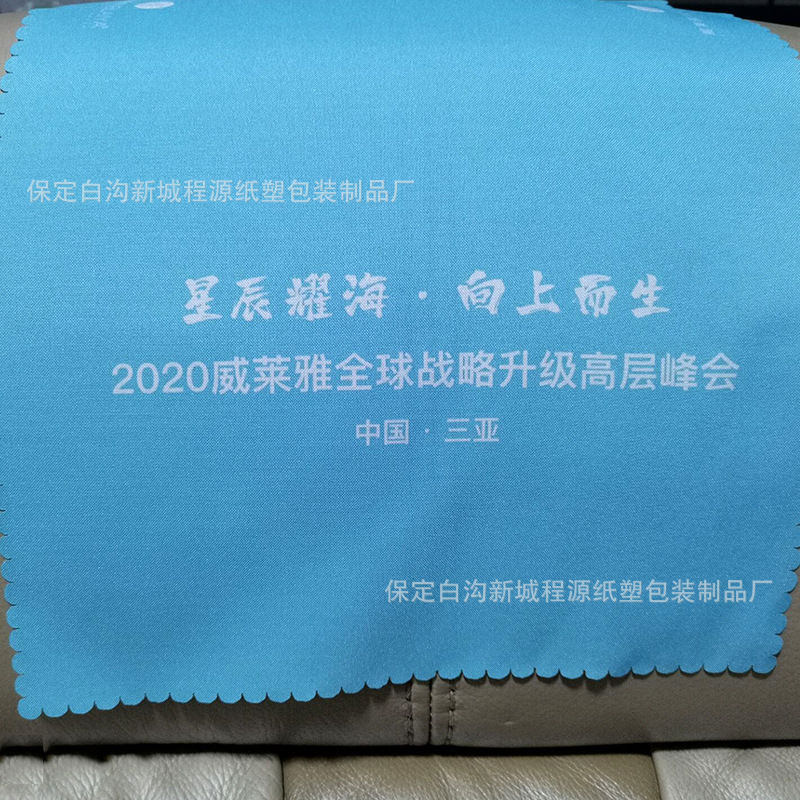 保定白沟新城程源纸塑包装制品厂
星辰耀海·向上而生
2020威莱雅全球战略升级高层峰会
中国·三亚
保定白沟新城程源纸塑包装制品厂